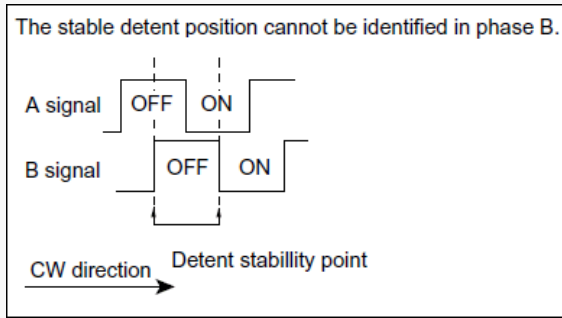 The stable detent position cannot be identified in phase B.
A signal OFF ON
B signal OFF ON
Detent stabillity point
CW direction